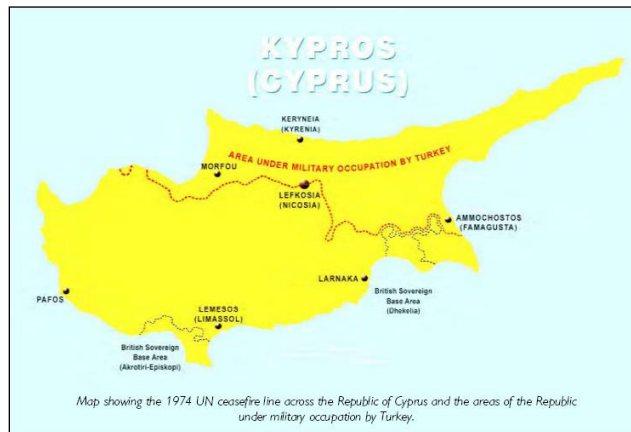 KYPROS
(CYPRUS)
KERYNEIA
(KYRENIA)
AREA UNDER MILITARY OCCUPATION BY TURKEY
MORFOU
LEFKOSIA
(NICOSIA)
AMMOCHOSTOS
(FAMAGUSTA)
LARNAKA
British Sovereign
Base Area
(Dhekelia)
PAFOS
LEMESOS
(LIMASSOL)
British Sovereign
Base Area
(Akrotiri-Episkopi)
Map showing the 1974 UN ceasefire line across the Republic of Cyprus and the areas of the Republic
under military occupation by Turkey.